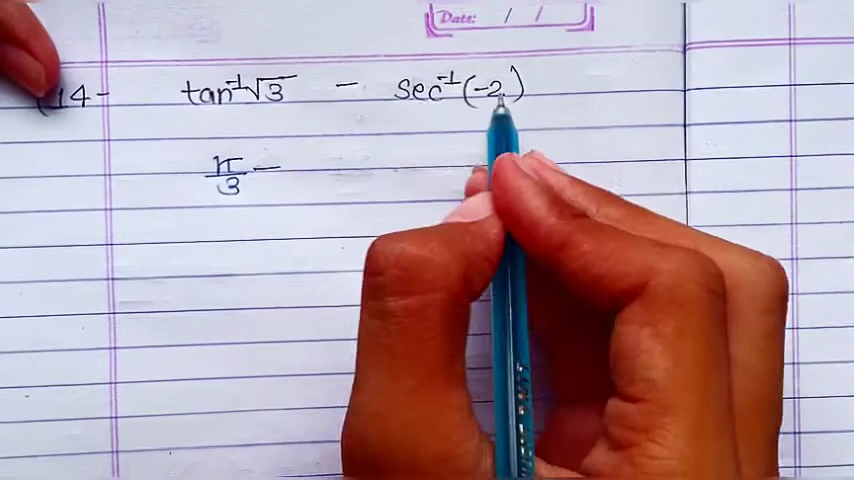 Date: / /
(14- tan⁻¹√3 - sec⁻¹(-2)
π/3 -